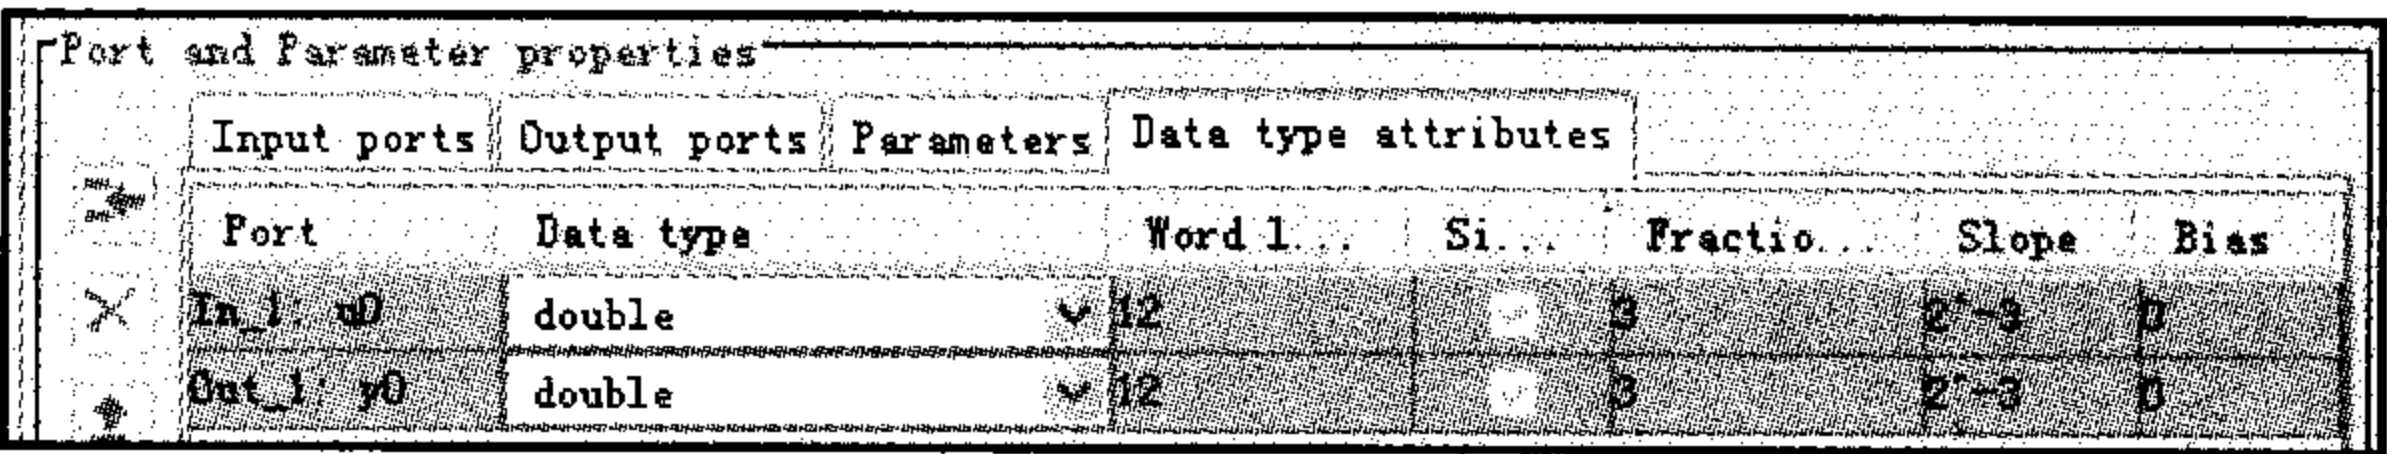 Port and Parameter properties
Input ports Output ports Parameters Data type attributes
Port Data type Word l... Si... Fractio... Slope Bias
In_1: u0 double 12 3 2^-3 0
Out_1: y0 double 12 3 2^-3 0